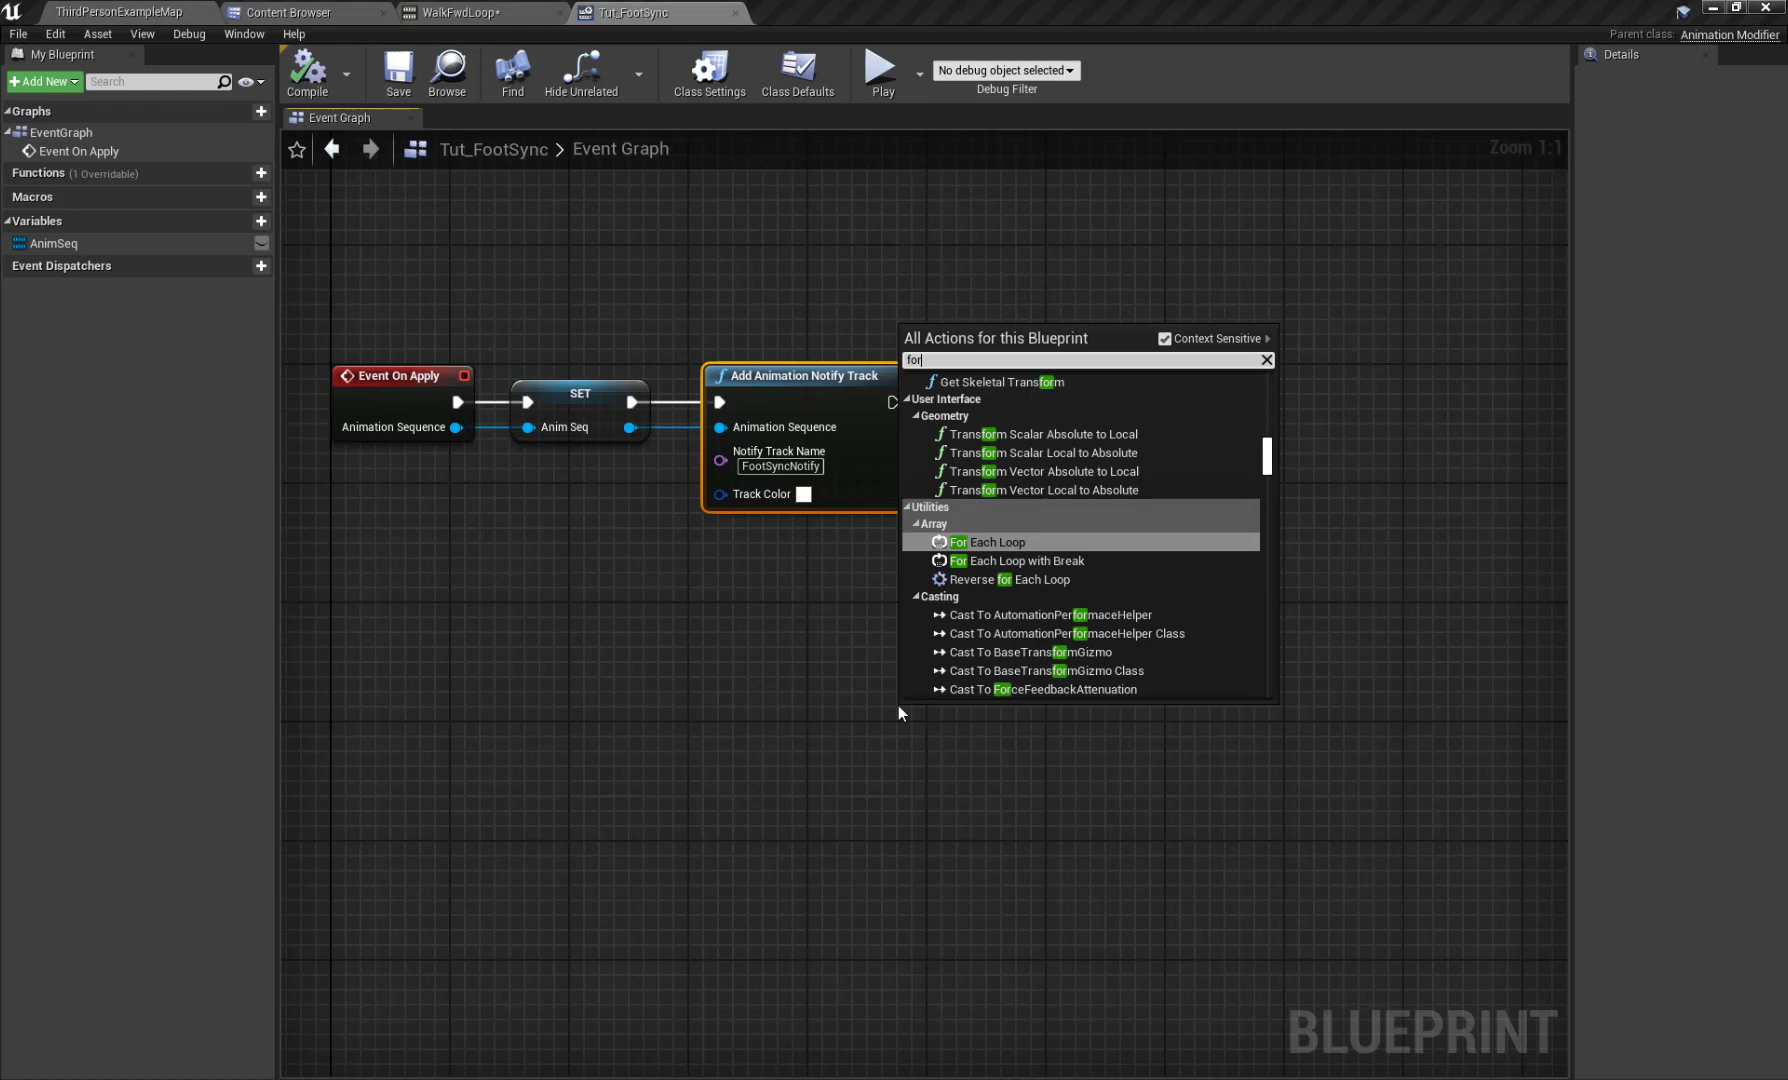 ThirdPersonExampleMap
Content Browser
WalkFwdLoop*
Tut_FootSync
File Edit Asset View Debug Window Help
Parent class: Animation Modifier
My Blueprint
Add New
Search
Compile
Save
Browse
Find
Hide Unrelated
Class Settings
Class Defaults
Play
No debug object selected
Debug Filter
Details
Graphs
EventGraph
Event On Apply
Functions (1 Overridable)
Macros
Variables
AnimSeq
Event Dispatchers
Event Graph
Tut_FootSync > Event Graph
Zoom 1:1
Event On Apply
Animation Sequence
SET
Anim Seq
Add Animation Notify Track
Animation Sequence
Notify Track Name
FootSyncNotify
Track Color
All Actions for this Blueprint
Context Sensitive
for
Get Skeletal Transform
User Interface
Geometry
Transform Scalar Absolute to Local
Transform Scalar Local to Absolute
Transform Vector Absolute to Local
Transform Vector Local to Absolute
Utilities
Array
For Each Loop
For Each Loop with Break
Reverse for Each Loop
Casting
Cast To AutomationPerformaceHelper
Cast To AutomationPerformaceHelper Class
Cast To BaseTransformGizmo
Cast To BaseTransformGizmo Class
Cast To ForceFeedbackAttenuation
BLUEPRINT